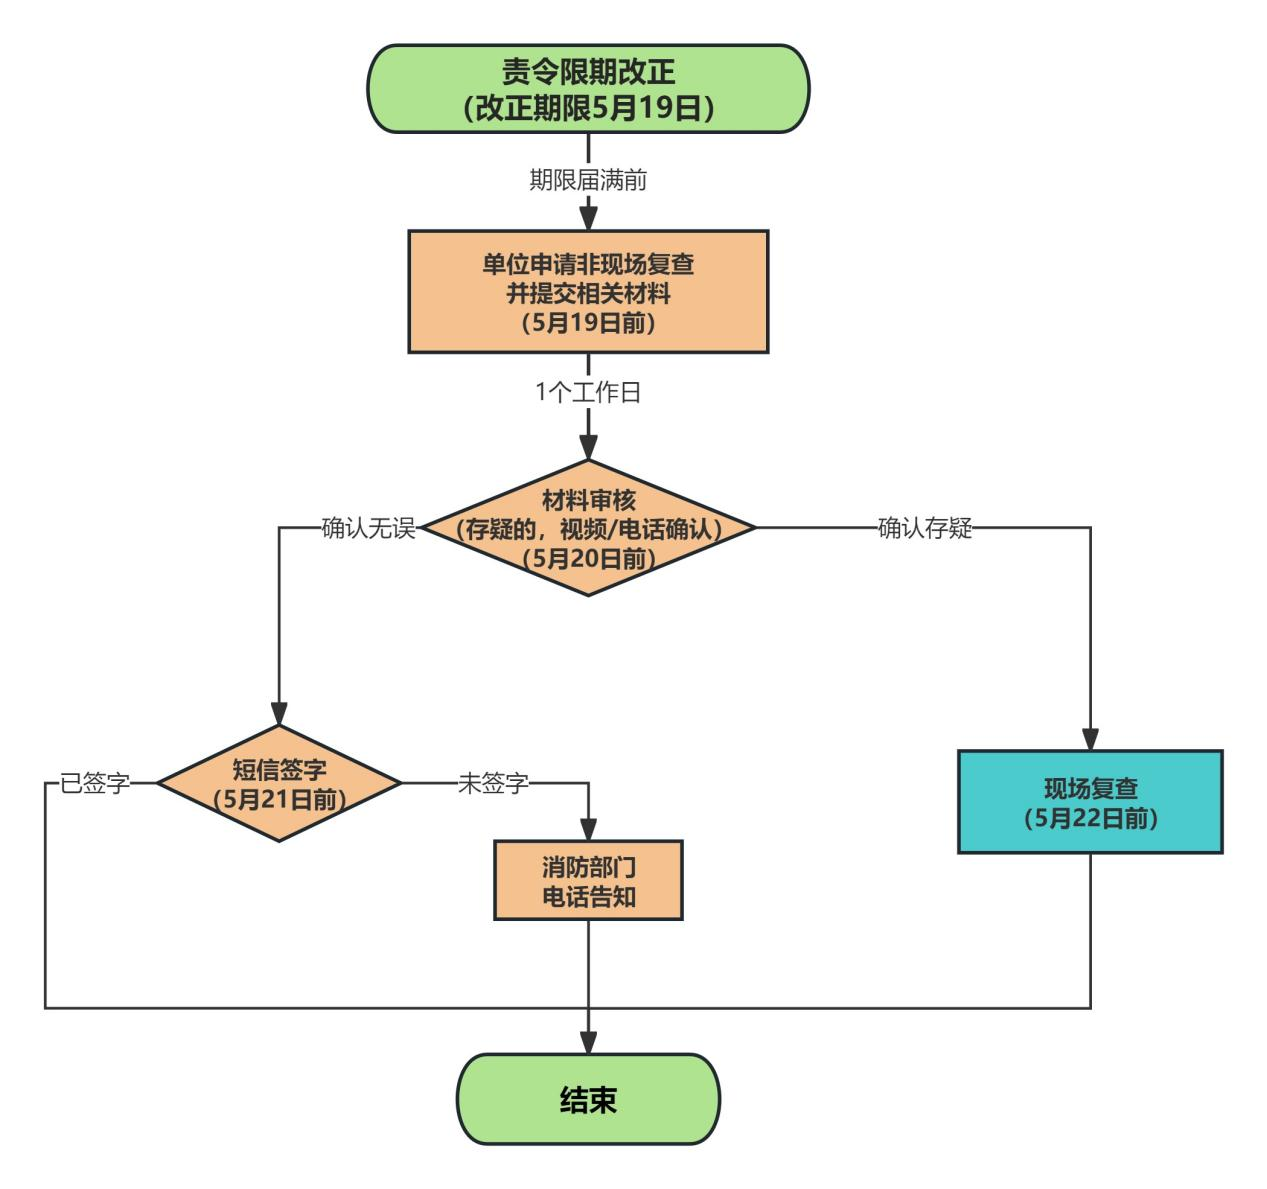 责令限期改正
（改正期限5月19日）
期限届满前
单位申请非现场复查
并提交相关材料
（5月19日前）
1个工作日
材料审核
（存疑的，视频/电话确认）
（5月20日前）
确认无误
确认存疑
短信签字
（5月21日前）
已签字
未签字
现场复查
（5月22日前）
消防部门
电话告知
结束